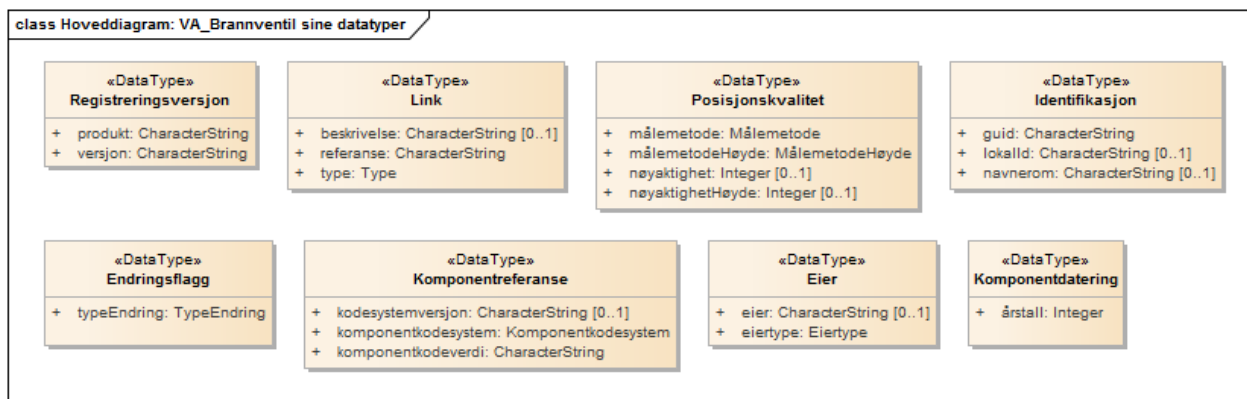 class Hoveddiagram: VA_Brannventil sine datatyper
«DataType»
Registreringsversjon
+ produkt: CharacterString
+ versjon: CharacterString
«DataType»
Link
+ beskrivelse: CharacterString [0..1]
+ referanse: CharacterString
+ type: Type
«DataType»
Posisjonskvalitet
+ målemetode: Målemetode
+ målemetodeHøyde: MålemetodeHøyde
+ nøyaktighet: Integer [0..1]
+ nøyaktighetHøyde: Integer [0..1]
«DataType»
Identifikasjon
+ guid: CharacterString
+ lokalId: CharacterString [0..1]
+ navnerom: CharacterString [0..1]
«DataType»
Endringsflagg
+ typeEndring: TypeEndring
«DataType»
Komponentreferanse
+ kodesystemversjon: CharacterString [0..1]
+ komponentkodesystem: Komponentkodesystem
+ komponentkodeverdi: CharacterString
«DataType»
Eier
+ eier: CharacterString [0..1]
+ eiertype: Eiertype
«DataType»
Komponentdatering
+ årstall: Integer